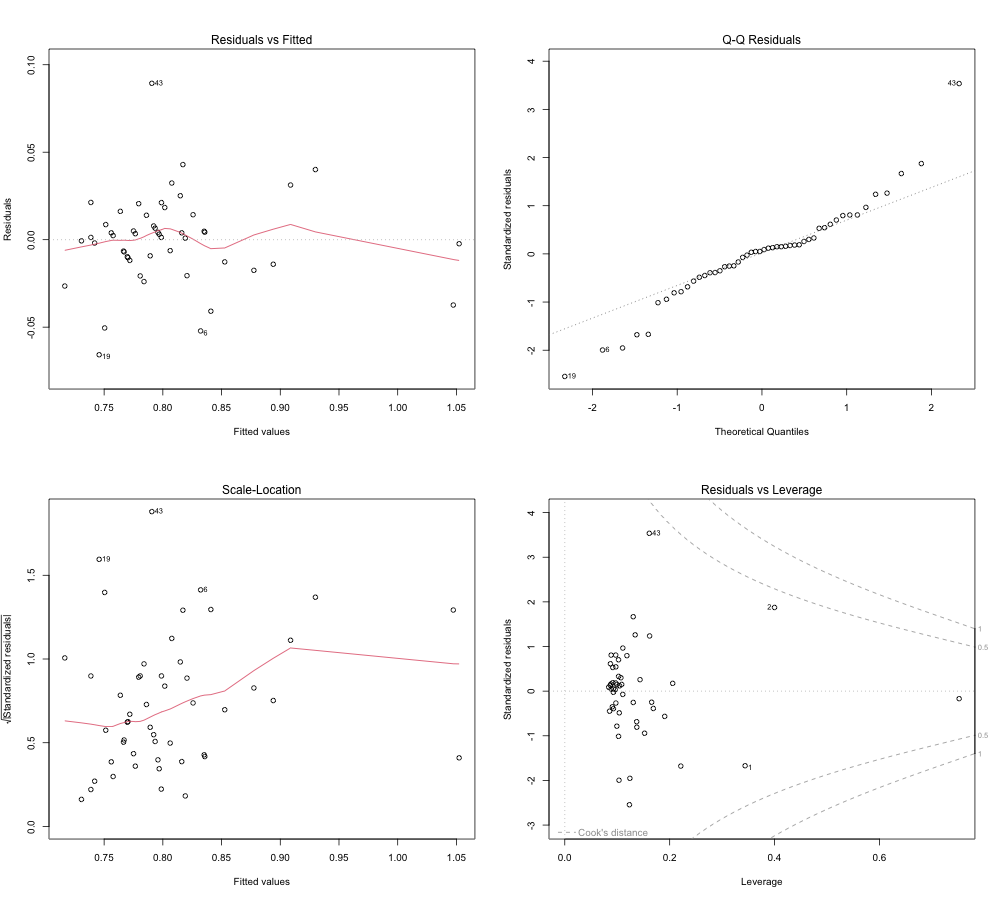 Residuals vs Fitted
0.10
0.05
0.00
-0.05
Residuals
43
6
19
0.75 0.80 0.85 0.90 0.95 1.00 1.05
Fitted values
Q-Q Residuals
4
3
2
1
0
-1
-2
Standardized residuals
43
6
19
-2 -1 0 1 2
Theoretical Quantiles
Scale-Location
1.5
1.0
0.5
0.0
√|Standardized residuals|
43
19
6
0.75 0.80 0.85 0.90 0.95 1.00 1.05
Fitted values
Residuals vs Leverage
4
3
2
1
0
-1
-2
-3
Standardized residuals
43
2
1
1
0.5
0.5
1
Cook's distance
0.0 0.2 0.4 0.6
Leverage